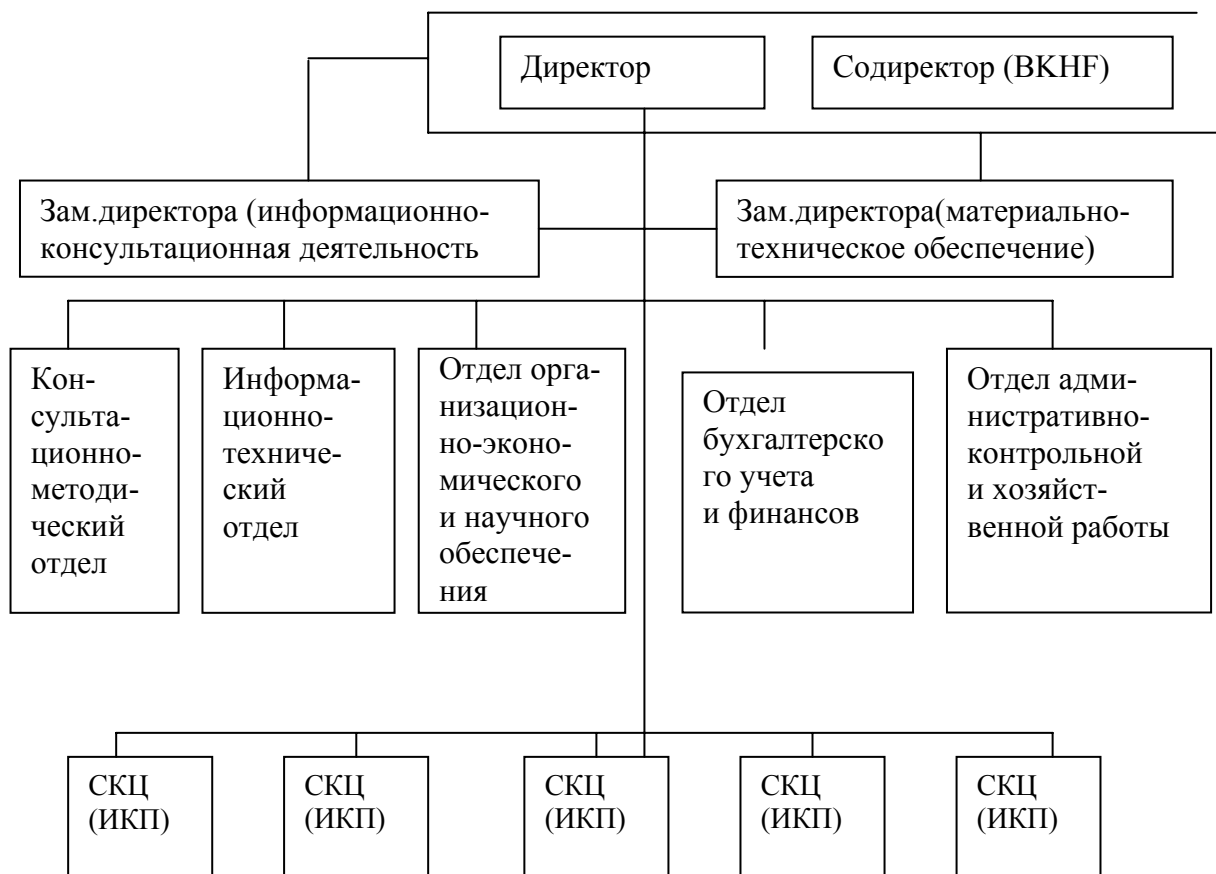 Директор
Содиректор (BKHF)
Зам.директора (информационно-
консультационная деятельность
Зам.директора(материально-
техническое обеспечение)
Кон-
сульта-
ционно-
методи-
ческий
отдел
Информа-
ционно-
техниче-
ский
отдел
Отдел орга-
низацион-
но-эконо-
мического
и научного
обеспече-
ния
Отдел
бухгалтерско
го учета
и финансов
Отдел адми-
нистративно-
контрольной
и хозяйст-
венной работы
СКЦ
(ИКП)
СКЦ
(ИКП)
СКЦ
(ИКП)
СКЦ
(ИКП)
СКЦ
(ИКП)